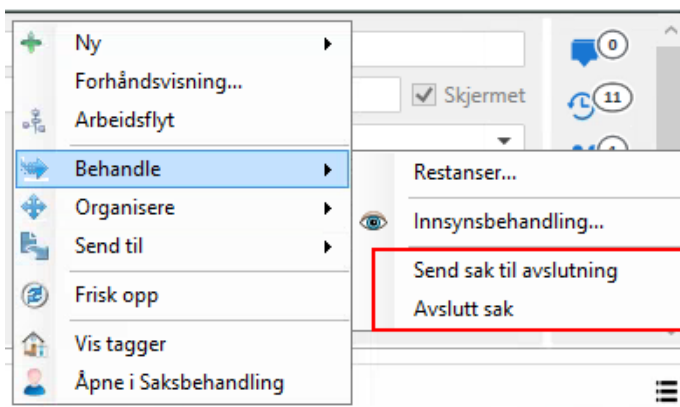 Ny
Forhåndsvisning...
Arbeidsflyt
Behandle
Organisere
Send til
Frisk opp
Vis tagger
Åpne i Saksbehandling
Restanser...
Innsynsbehandling...
Send sak til avslutning
Avslutt sak
Skjermet
0
11